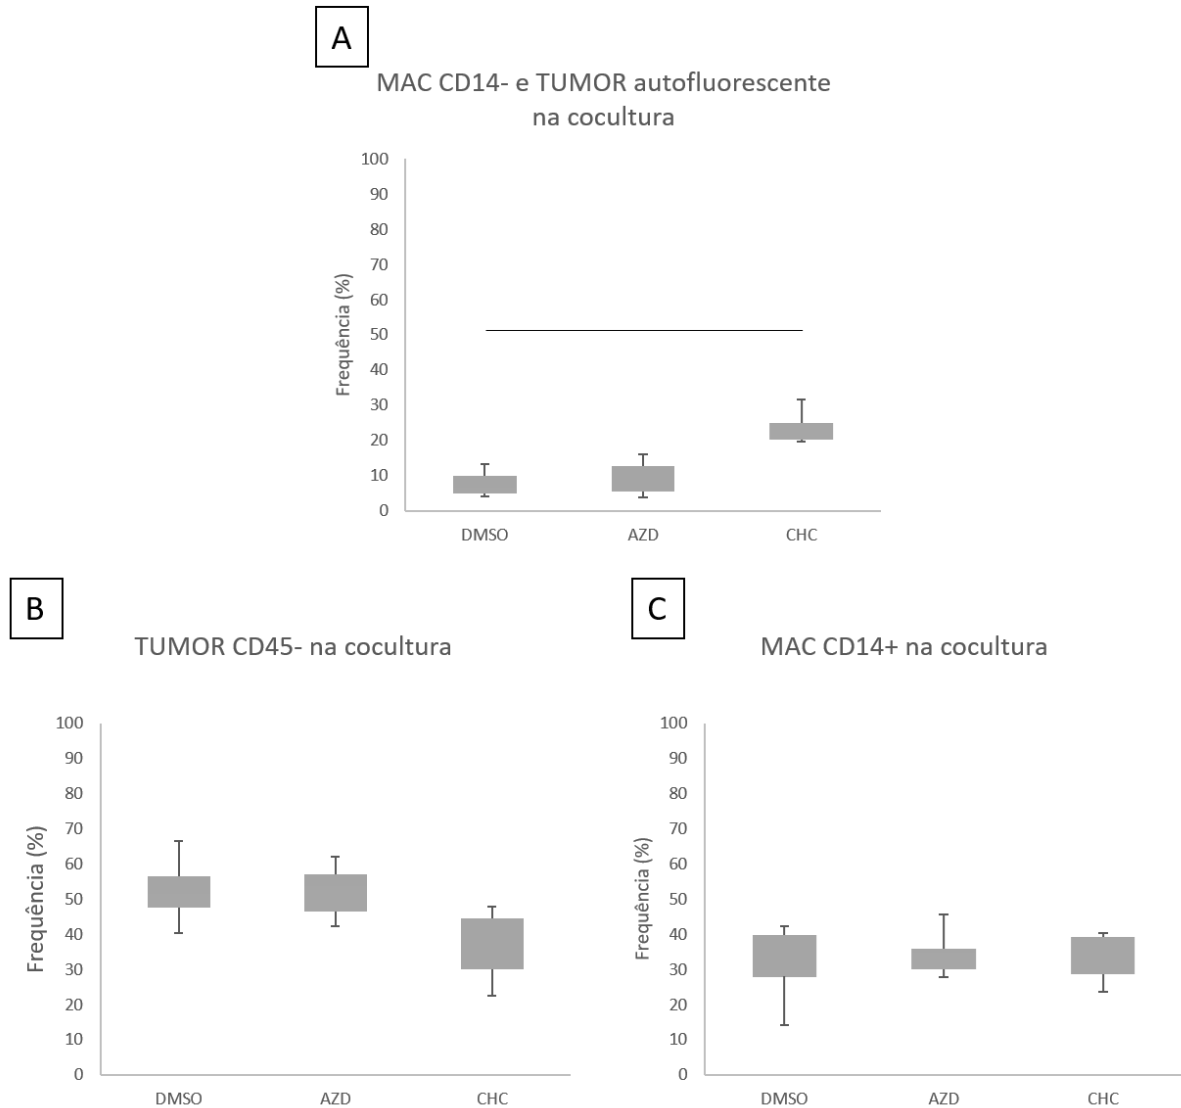 A
MAC CD14- e TUMOR autofluorescente
na cocultura
Frequência (%)
100
90
80
70
60
50
40
30
20
10
0
DMSO AZD CHC
B
TUMOR CD45- na cocultura
Frequência (%)
100
90
80
70
60
50
40
30
20
10
0
DMSO AZD CHC
C
MAC CD14+ na cocultura
Frequência (%)
100
90
80
70
60
50
40
30
20
10
0
DMSO AZD CHC